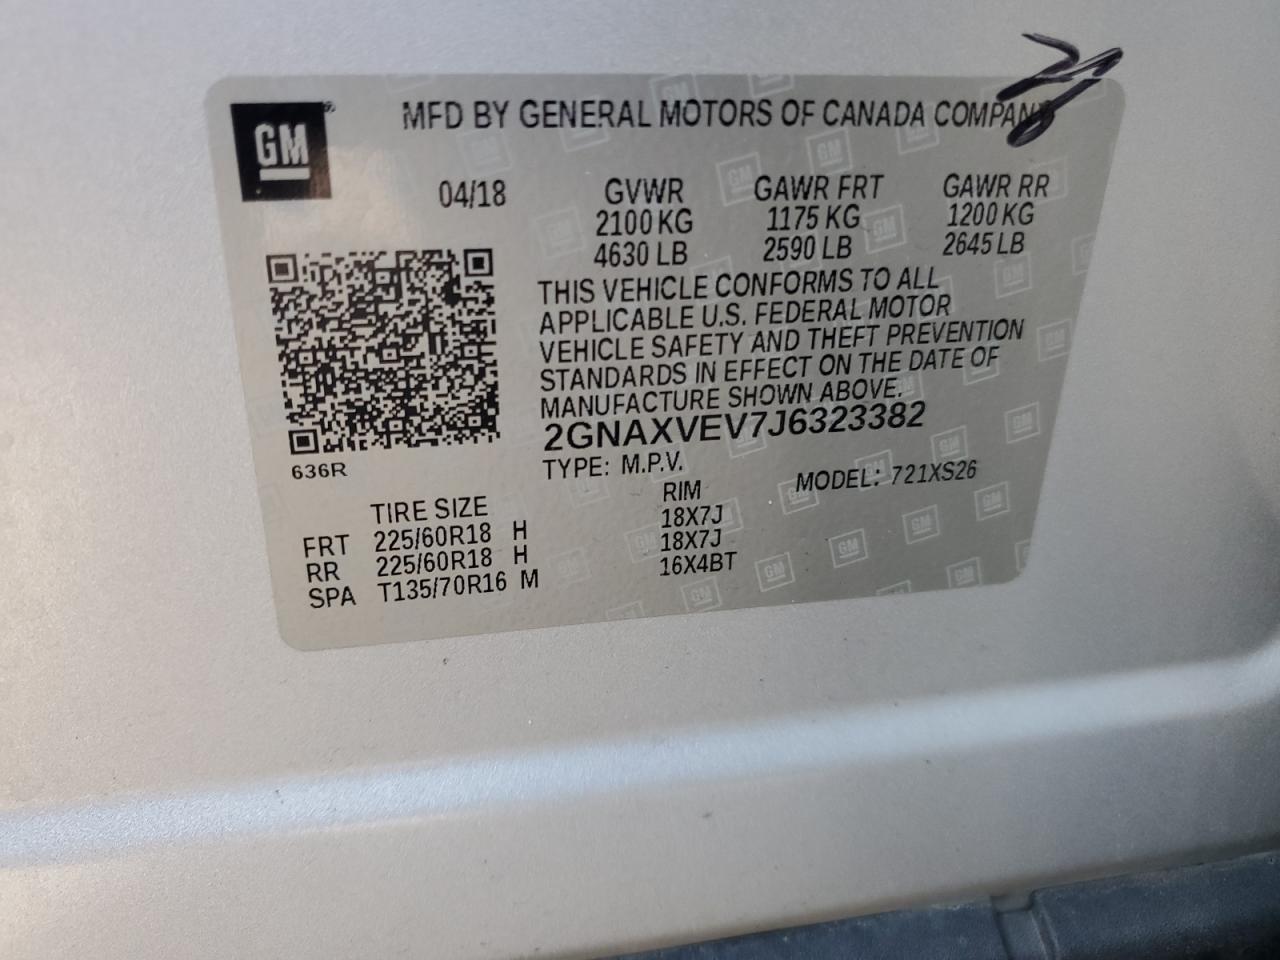 GM
MFD BY GENERAL MOTORS OF CANADA COMPANY
04/18 GVWR GAWR FRT GAWR RR
2100 KG 1175 KG 1200 KG
4630 LB 2590 LB 2645 LB
THIS VEHICLE CONFORMS TO ALL
APPLICABLE U.S. FEDERAL MOTOR
VEHICLE SAFETY AND THEFT PREVENTION
STANDARDS IN EFFECT ON THE DATE OF
MANUFACTURE SHOWN ABOVE.
2GNAXVEV7J6323382
636R
TYPE: M.P.V. MODEL: 721XS26
TIRE SIZE RIM
FRT 225/60R18 H 18X7J
RR 225/60R18 H 18X7J
SPA T135/70R16 M 16X4BT